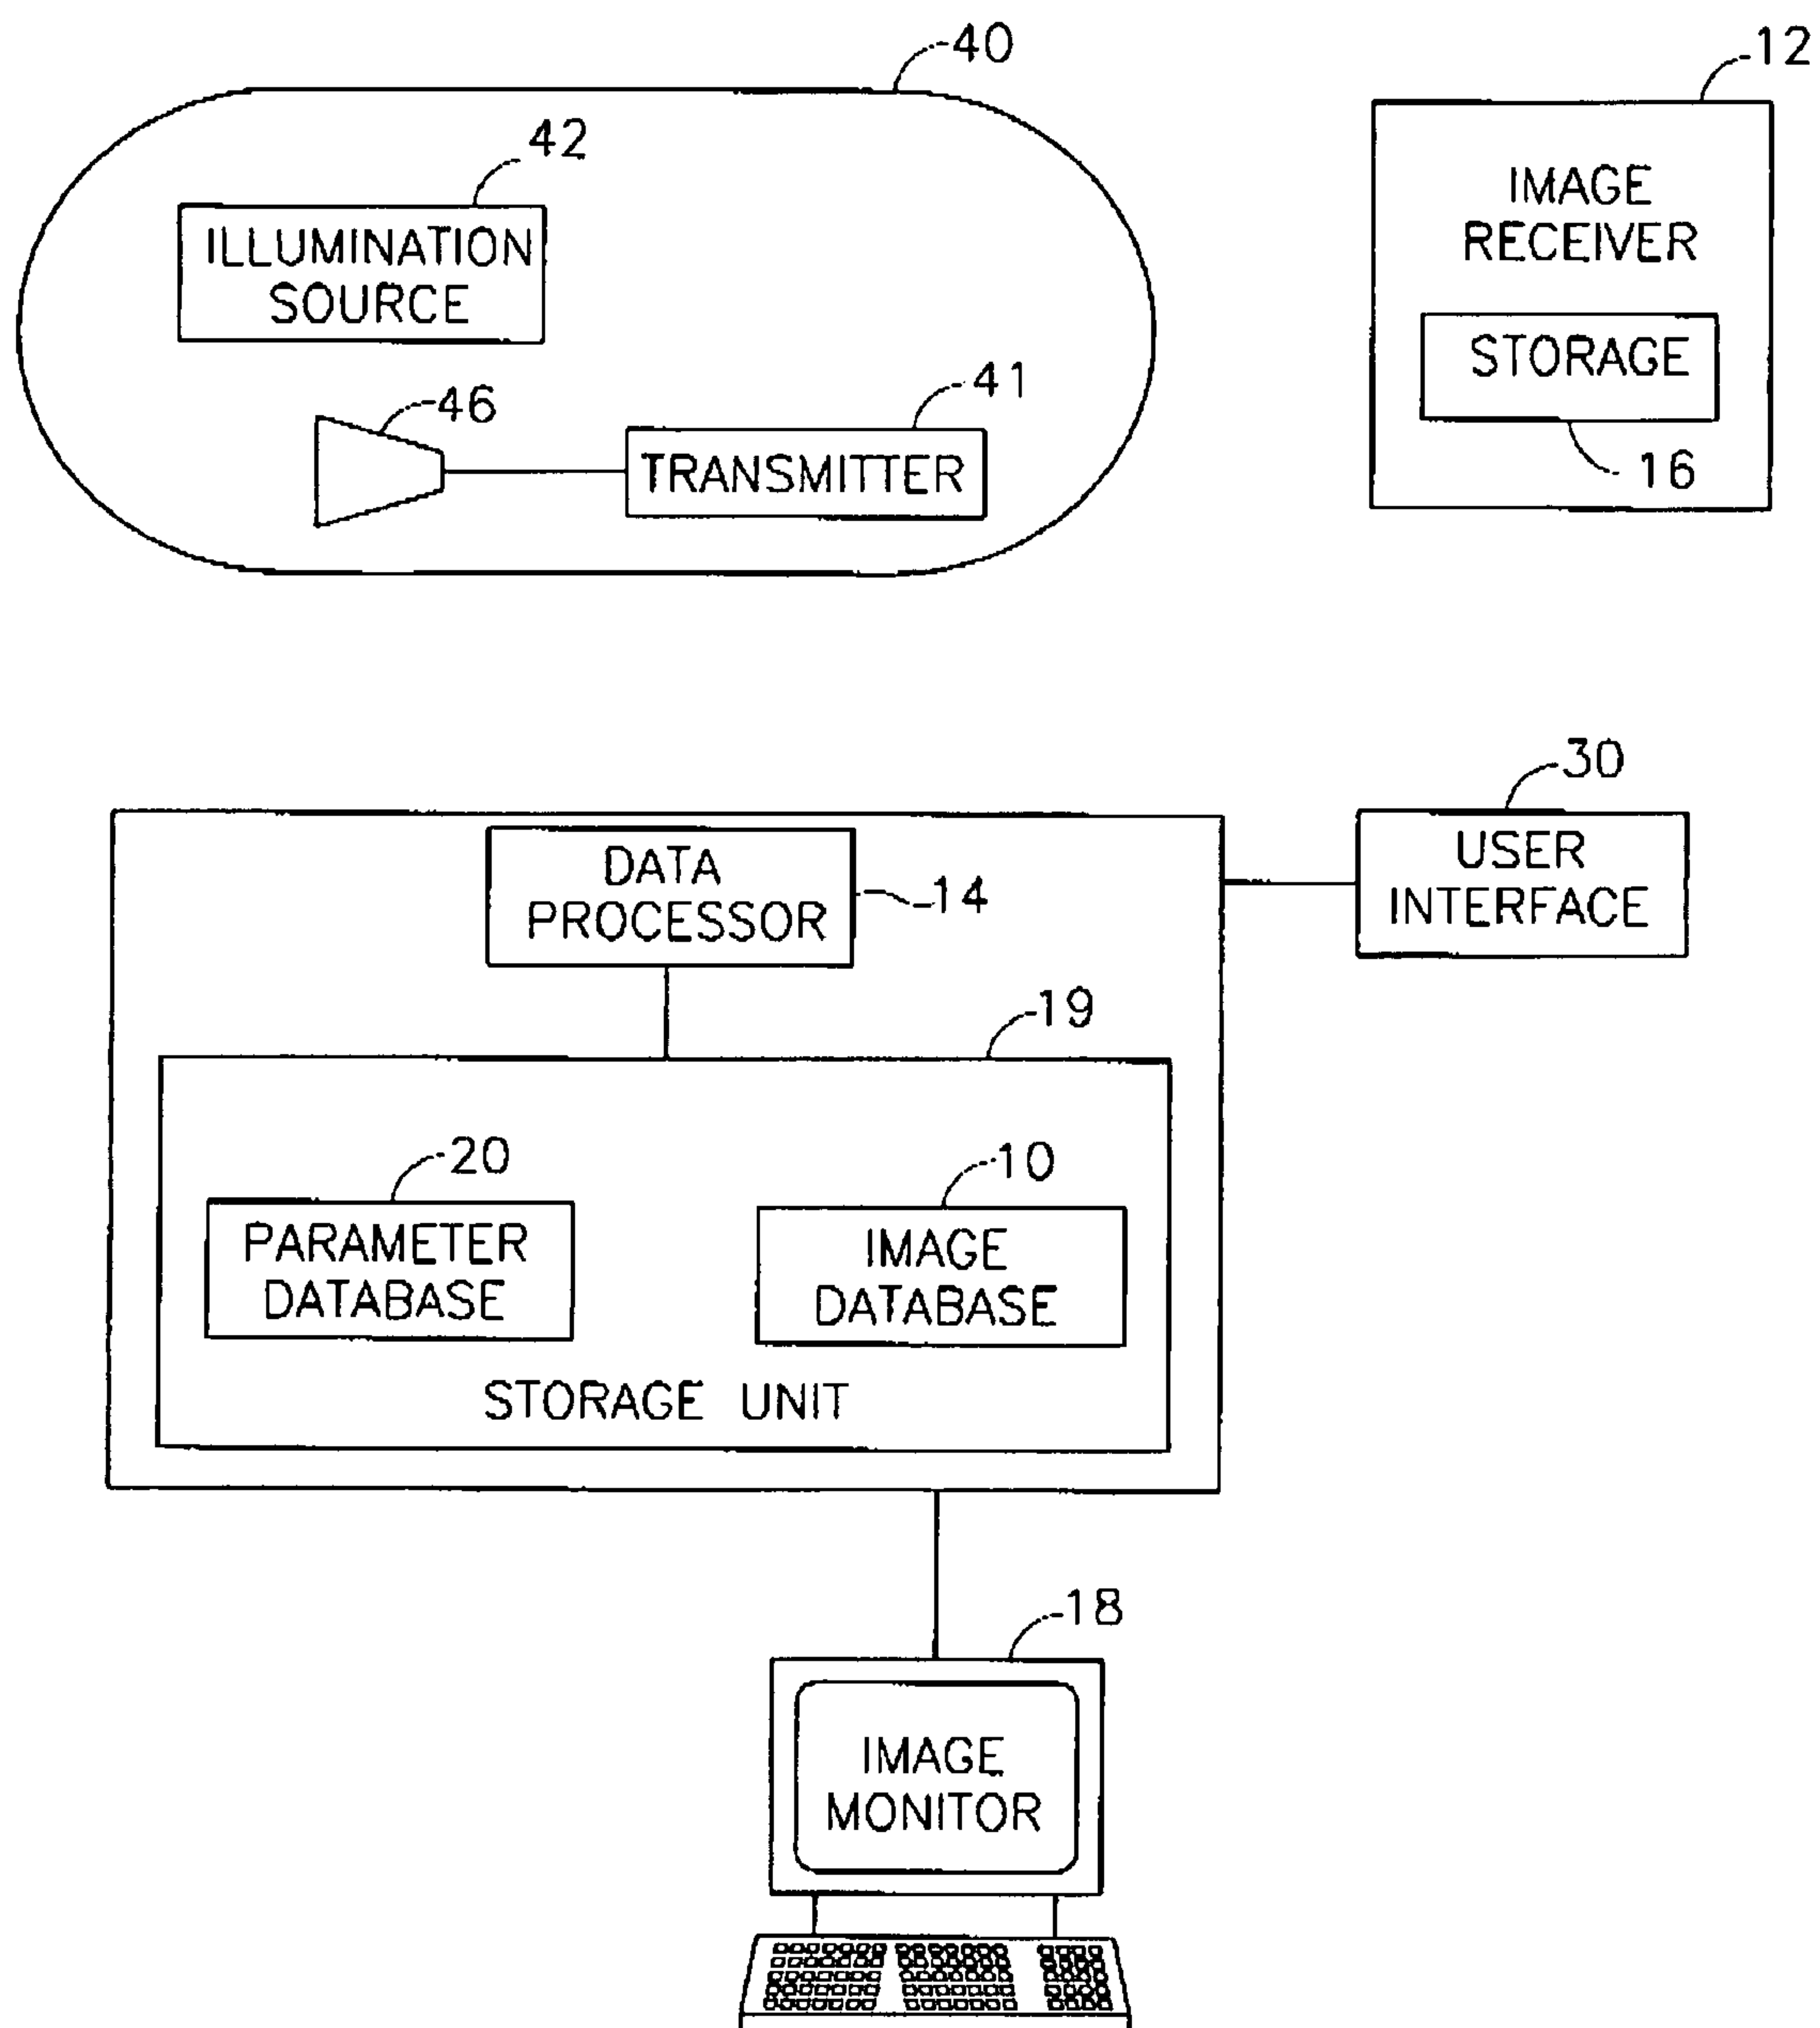 40
12
42
ILLUMINATION
SOURCE
IMAGE
RECEIVER
STORAGE
16
46
41
TRANSMITTER
30
USER
INTERFACE
DATA
PROCESSOR
14
19
20
10
PARAMETER
DATABASE
IMAGE
DATABASE
STORAGE UNIT
18
IMAGE
MONITOR